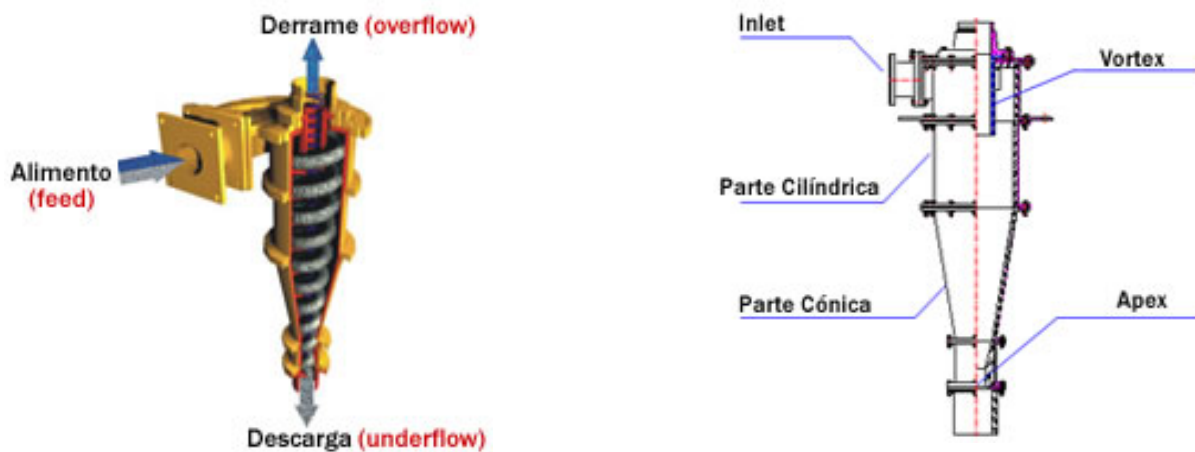 Derrame (overflow)
Alimento
(feed)
Descarga (underflow)
Inlet
Vortex
Parte Cilíndrica
Parte Cónica
Apex